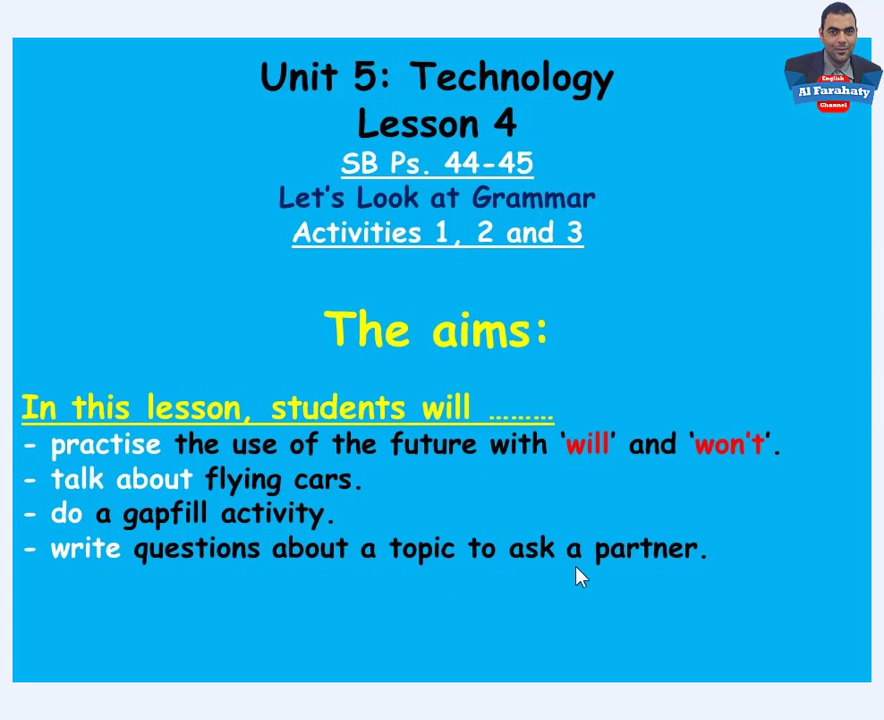 English
Al Farahaty
Channel
Unit 5: Technology
Lesson 4
SB Ps. 44-45
Let's Look at Grammar
Activities 1, 2 and 3
The aims:
In this lesson, students will .........
- practise the use of the future with ‘will’ and ‘won’t’.
- talk about flying cars.
- do a gapfill activity.
- write questions about a topic to ask a partner.